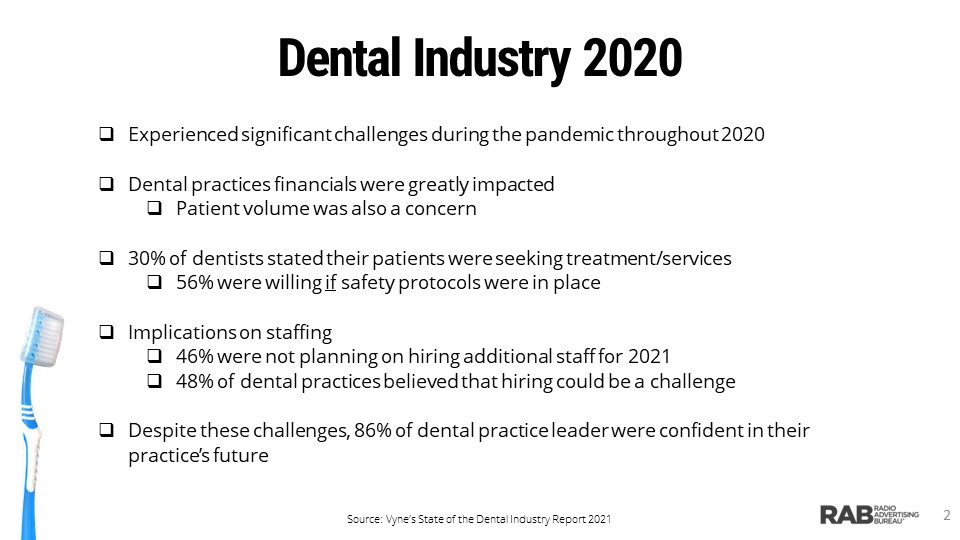 Dental Industry 2020
❑ Experienced significant challenges during the pandemic throughout 2020
❑ Dental practices financials were greatly impacted
❑ Patient volume was also a concern
❑ 30% of dentists stated their patients were seeking treatment/services
❑ 56% were willing if safety protocols were in place
❑ Implications on staffing
❑ 46% were not planning on hiring additional staff for 2021
❑ 48% of dental practices believed that hiring could be a challenge
❑ Despite these challenges, 86% of dental practice leader were confident in their
practice's future
Source: Vyne's State of the Dental Industry Report 2021
RAB RADIO
ADVERTISING
BUREAU
2